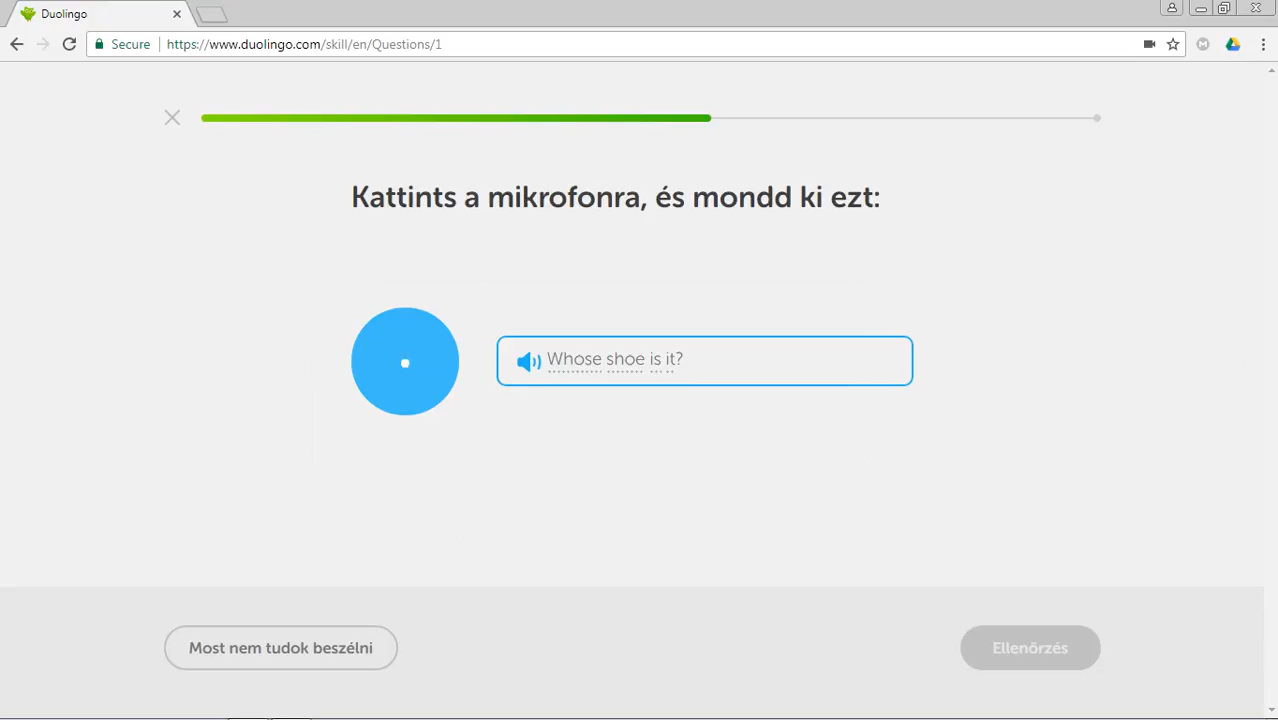 Duolingo
Secure https://www.duolingo.com/skill/en/Questions/1
Kattints a mikrofonra, és mondd ki ezt:
Whose shoe is it?
Most nem tudok beszélni
Ellenőrzés